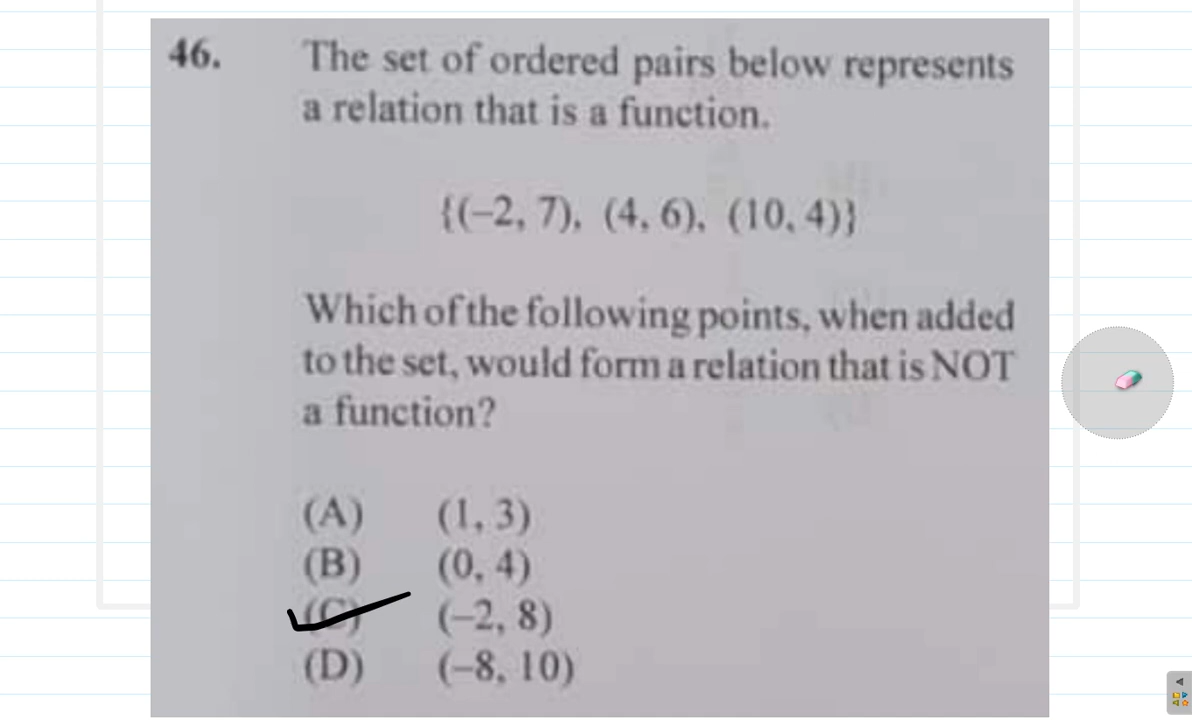 46. The set of ordered pairs below represents
a relation that is a function.
{(–2, 7), (4, 6), (10, 4)}
Which of the following points, when added
to the set, would form a relation that is NOT
a function?
(A) (1, 3)
(B) (0, 4)
(C) (–2, 8)
(D) (–8, 10)